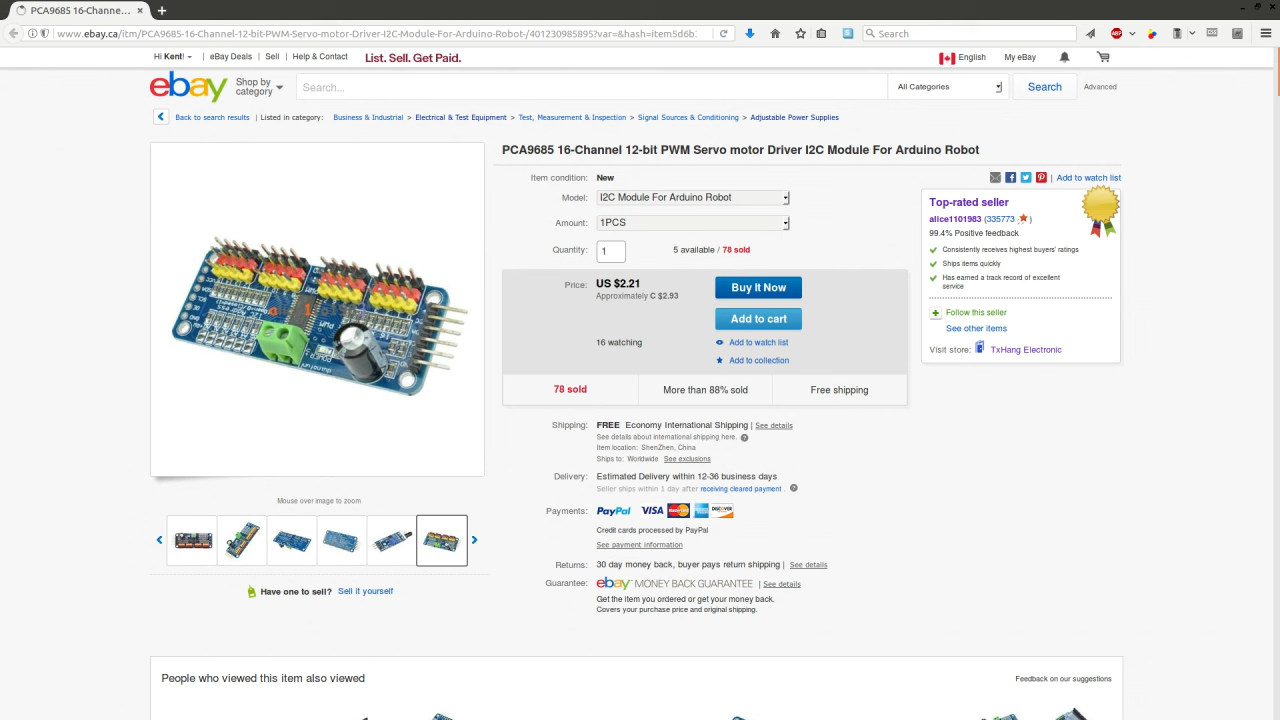 PCA9685 16-Channe...
www.ebay.ca/itm/PCA9685-16-Channel-12-bit-PWM-Servo-motor-Driver-I2C-Module-For-Arduino-Robot-/401230985895?var=&hash=item5d6b
Search
Hi Kent! | eBay Deals | Sell | Help & Contact List. Sell. Get Paid. English My eBay
ebay Shop by category Search... All Categories Search Advanced
Back to search results | Listed in category: Business & Industrial > Electrical & Test Equipment > Test, Measurement & Inspection > Signal Sources & Conditioning > Adjustable Power Supplies
PCA9685 16-Channel 12-bit PWM Servo motor Driver I2C Module For Arduino Robot
Item condition: New
| Add to watch list
Model: I2C Module For Arduino Robot
Amount: 1PCS
Quantity: 1 5 available / 78 sold
Price: US $2.21
Approximately C $2.93
Buy It Now
Add to cart
16 watching
Add to watch list
Add to collection
78 sold More than 88% sold Free shipping
Top-rated seller
alice1101983 (335773 )
99.4% Positive feedback
Consistently receives highest buyers' ratings
Ships items quickly
Has earned a track record of excellent
service
Follow this seller
See other items
Visit store: TxHang Electronic
Shipping: FREE Economy International Shipping | See details
See details about international shipping here. ?
Item location: ShenZhen, China
Ships to: Worldwide See exclusions
Delivery: Estimated Delivery within 12-36 business days
Seller ships within 1 day after receiving cleared payment . ?
Payments: PayPal VISA MasterCard DISCOVER
Credit cards processed by PayPal
See payment information
Returns: 30 day money back, buyer pays return shipping | See details
Guarantee: ebay MONEY BACK GUARANTEE | See details
Get the item you ordered or get your money back.
Covers your purchase price and original shipping.
Mouse over image to zoom
Have one to sell? Sell it yourself
People who viewed this item also viewed
Feedback on our suggestions